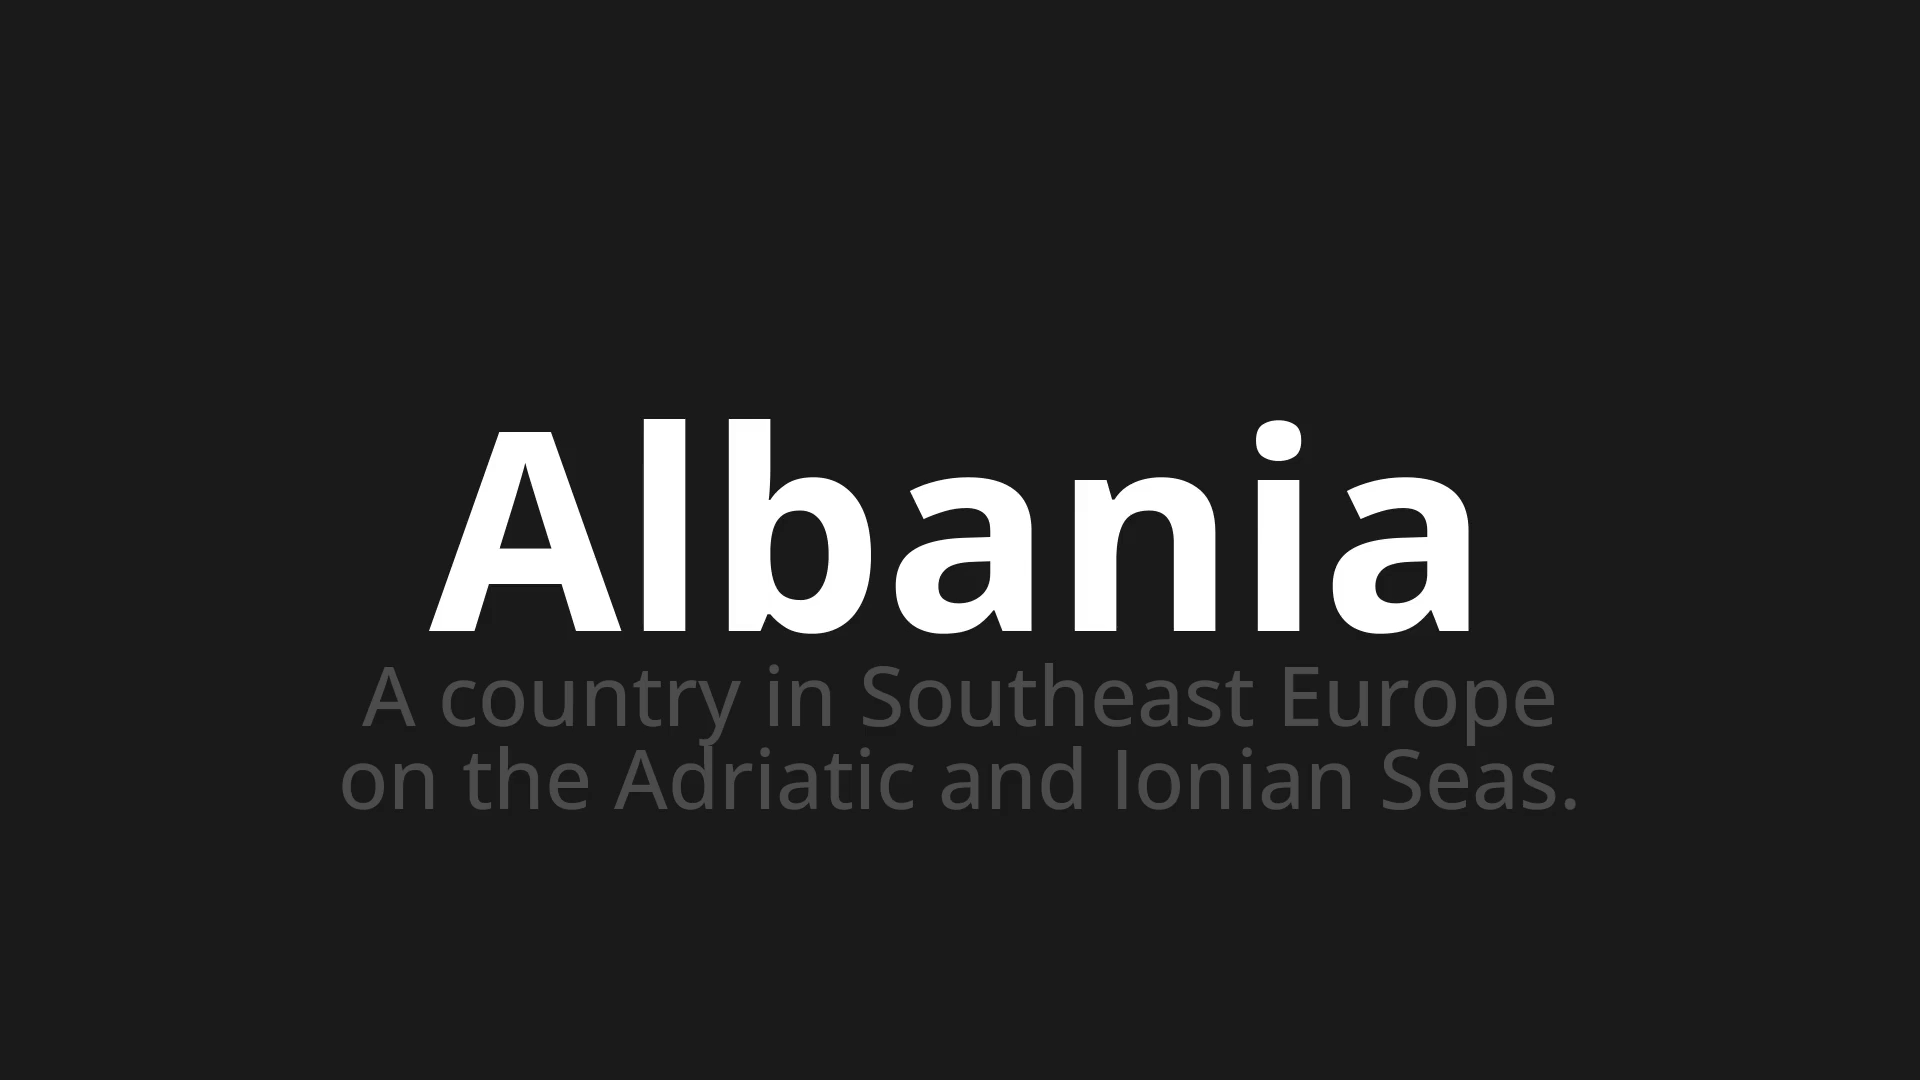 Albania
A country in Southeast Europe
on the Adriatic and Ionian Seas.